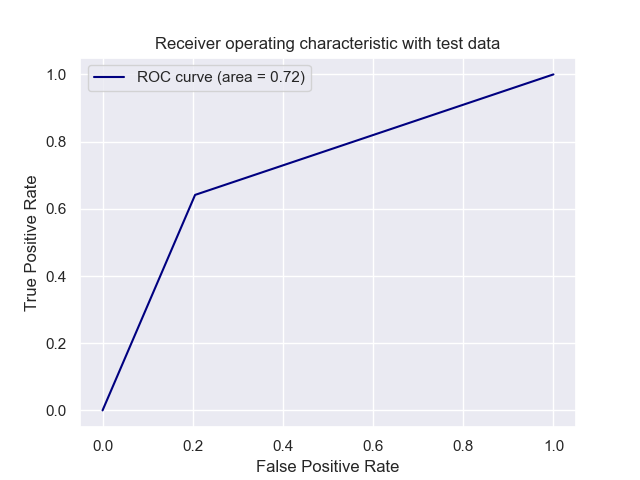 Receiver operating characteristic with test data
ROC curve (area = 0.72)
1.0
0.8
0.6
0.4
0.2
0.0
True Positive Rate
0.0 0.2 0.4 0.6 0.8 1.0
False Positive Rate